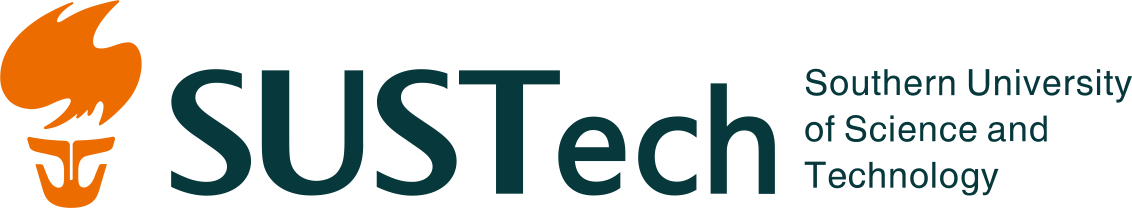 SUSTech
Southern University
of Science and
Technology